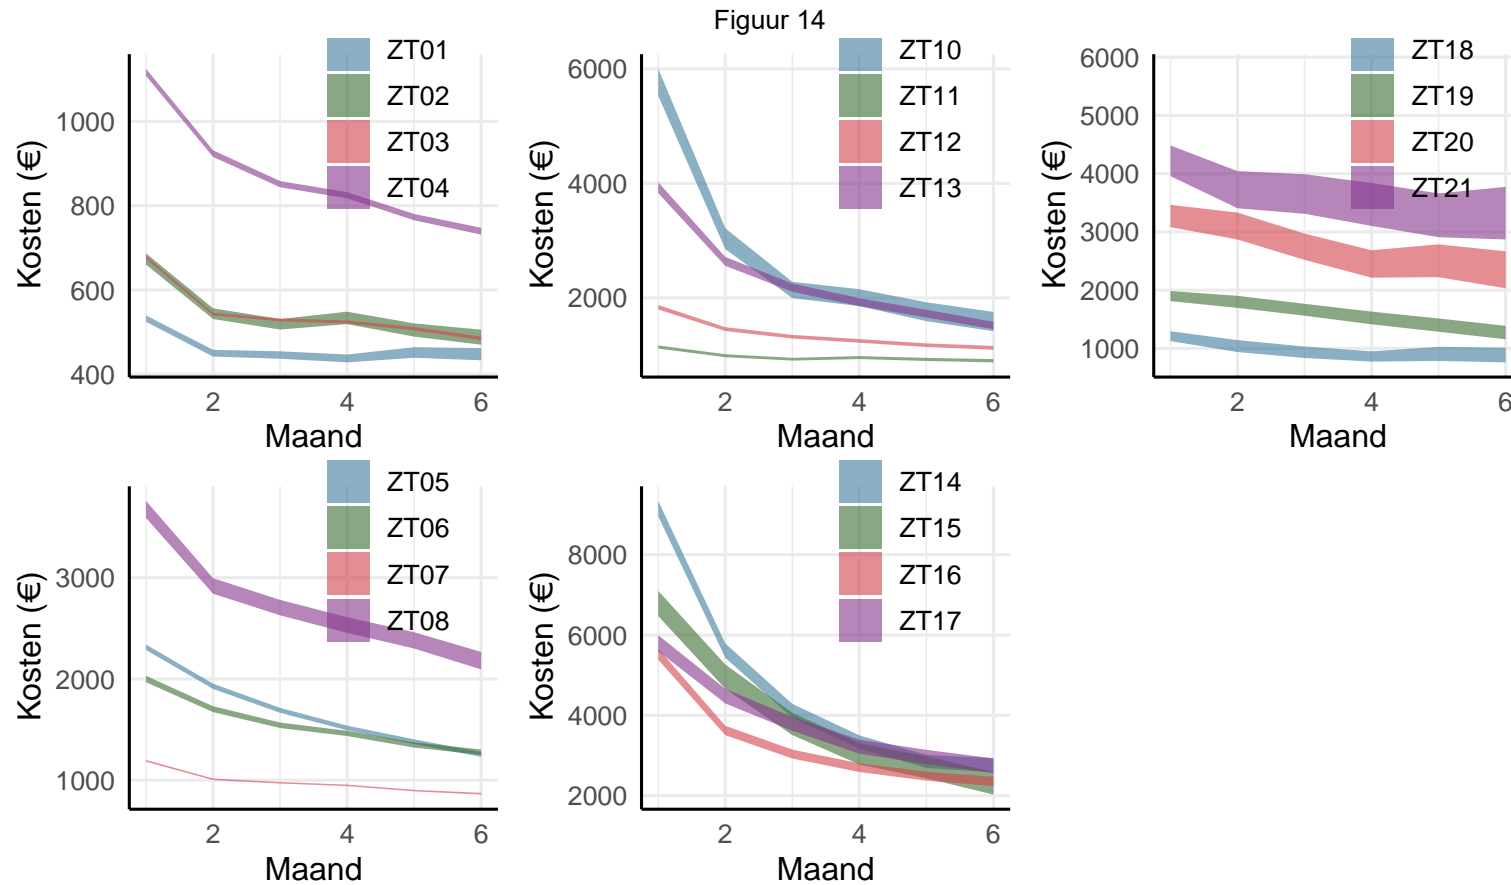 Figuur 14
Kosten (€)
1000
800
600
400
2
4
6
Maand
ZT01
ZT02
ZT03
ZT04
Kosten (€)
6000
4000
2000
2
4
6
Maand
ZT10
ZT11
ZT12
ZT13
Kosten (€)
6000
5000
4000
3000
2000
1000
2
4
6
Maand
ZT18
ZT19
ZT20
ZT21
Kosten (€)
3000
2000
1000
2
4
6
Maand
ZT05
ZT06
ZT07
ZT08
Kosten (€)
8000
6000
4000
2000
2
4
6
Maand
ZT14
ZT15
ZT16
ZT17